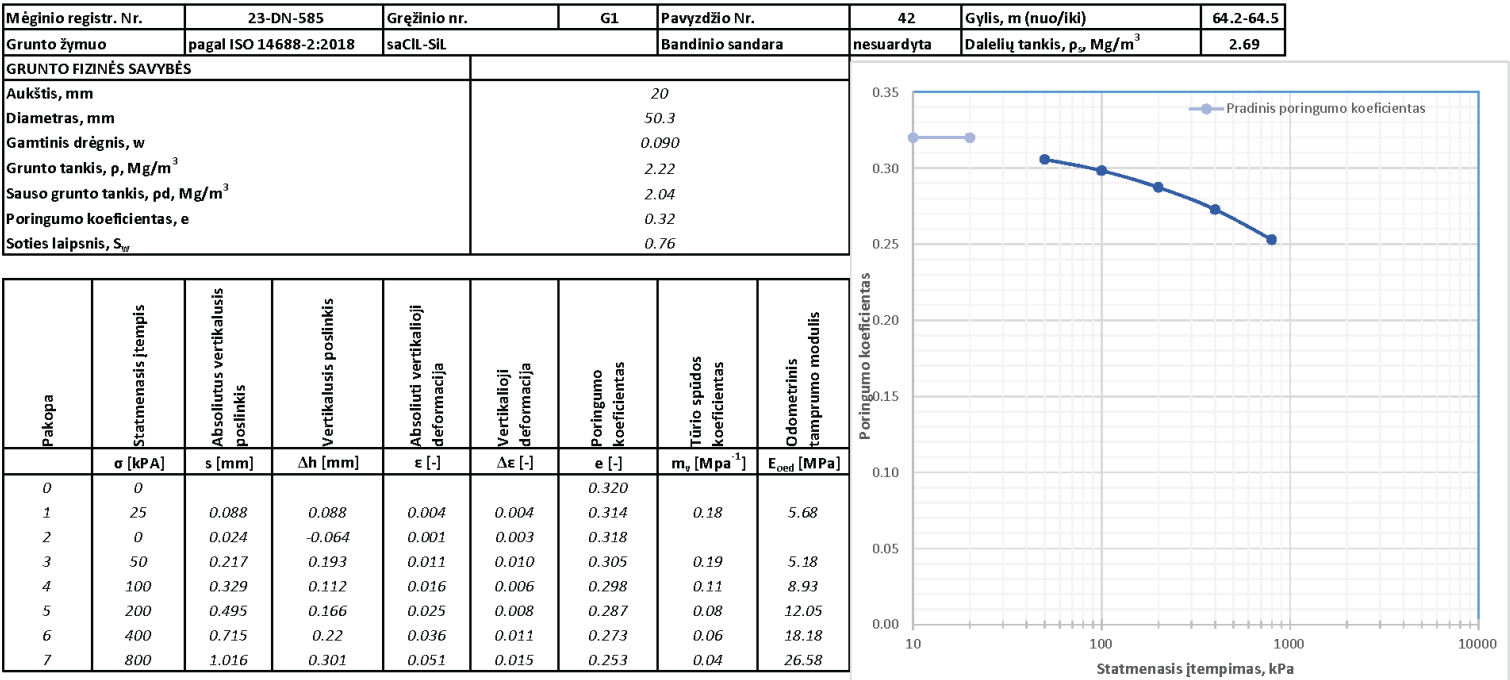 Mėginio registr. Nr. 23-DN-585 Gręžinio nr. G1 Pavyzdžio Nr. 42 Gylis, m (nuo/iki) 64.2-64.5
Grunto žymuo pagal ISO 14688-2:2018 saClL-SiL Bandinio sandara nesuardyta Dalelių tankis, ρs, Mg/m³ 2.69
GRUNTO FIZINĖS SAVYBĖS
Aukštis, mm 20
Diametras, mm 50.3
Gamtinis drėgnis, w 0.090
Grunto tankis, ρ, Mg/m³ 2.22
Sauso grunto tankis, ρd, Mg/m³ 2.04
Poringumo koeficientas, e 0.32
Soties laipsnis, Sw 0.76
Pakopa
Statmenasis įtempis
Absoliutus vertikalusis
poslinkis
Vertikalusis poslinkis
Absoliuti vertikalioji
deformacija
Vertikalioji
deformacija
Poringumo
koeficientas
Tūrio spūdos
koeficientas
Odometrinis
tamprumo modulis
σ [kPA] s [mm] Δh [mm] ε [-] Δε [-] e [-] mv [Mpa⁻¹] Eoed [MPa]
0 0 0.320
1 25 0.088 0.088 0.004 0.004 0.314 0.18 5.68
2 0 0.024 -0.064 0.001 0.003 0.318
3 50 0.217 0.193 0.011 0.010 0.305 0.19 5.18
4 100 0.329 0.112 0.016 0.006 0.298 0.11 8.93
5 200 0.495 0.166 0.025 0.008 0.287 0.08 12.05
6 400 0.715 0.22 0.036 0.011 0.273 0.06 18.18
7 800 1.016 0.301 0.051 0.015 0.253 0.04 26.58
Pradinis poringumo koeficientas
Poringumo koeficientas
0.35
0.30
0.25
0.20
0.15
0.10
0.05
0.00
10 100 1000 10000
Statmenasis įtempimas, kPa